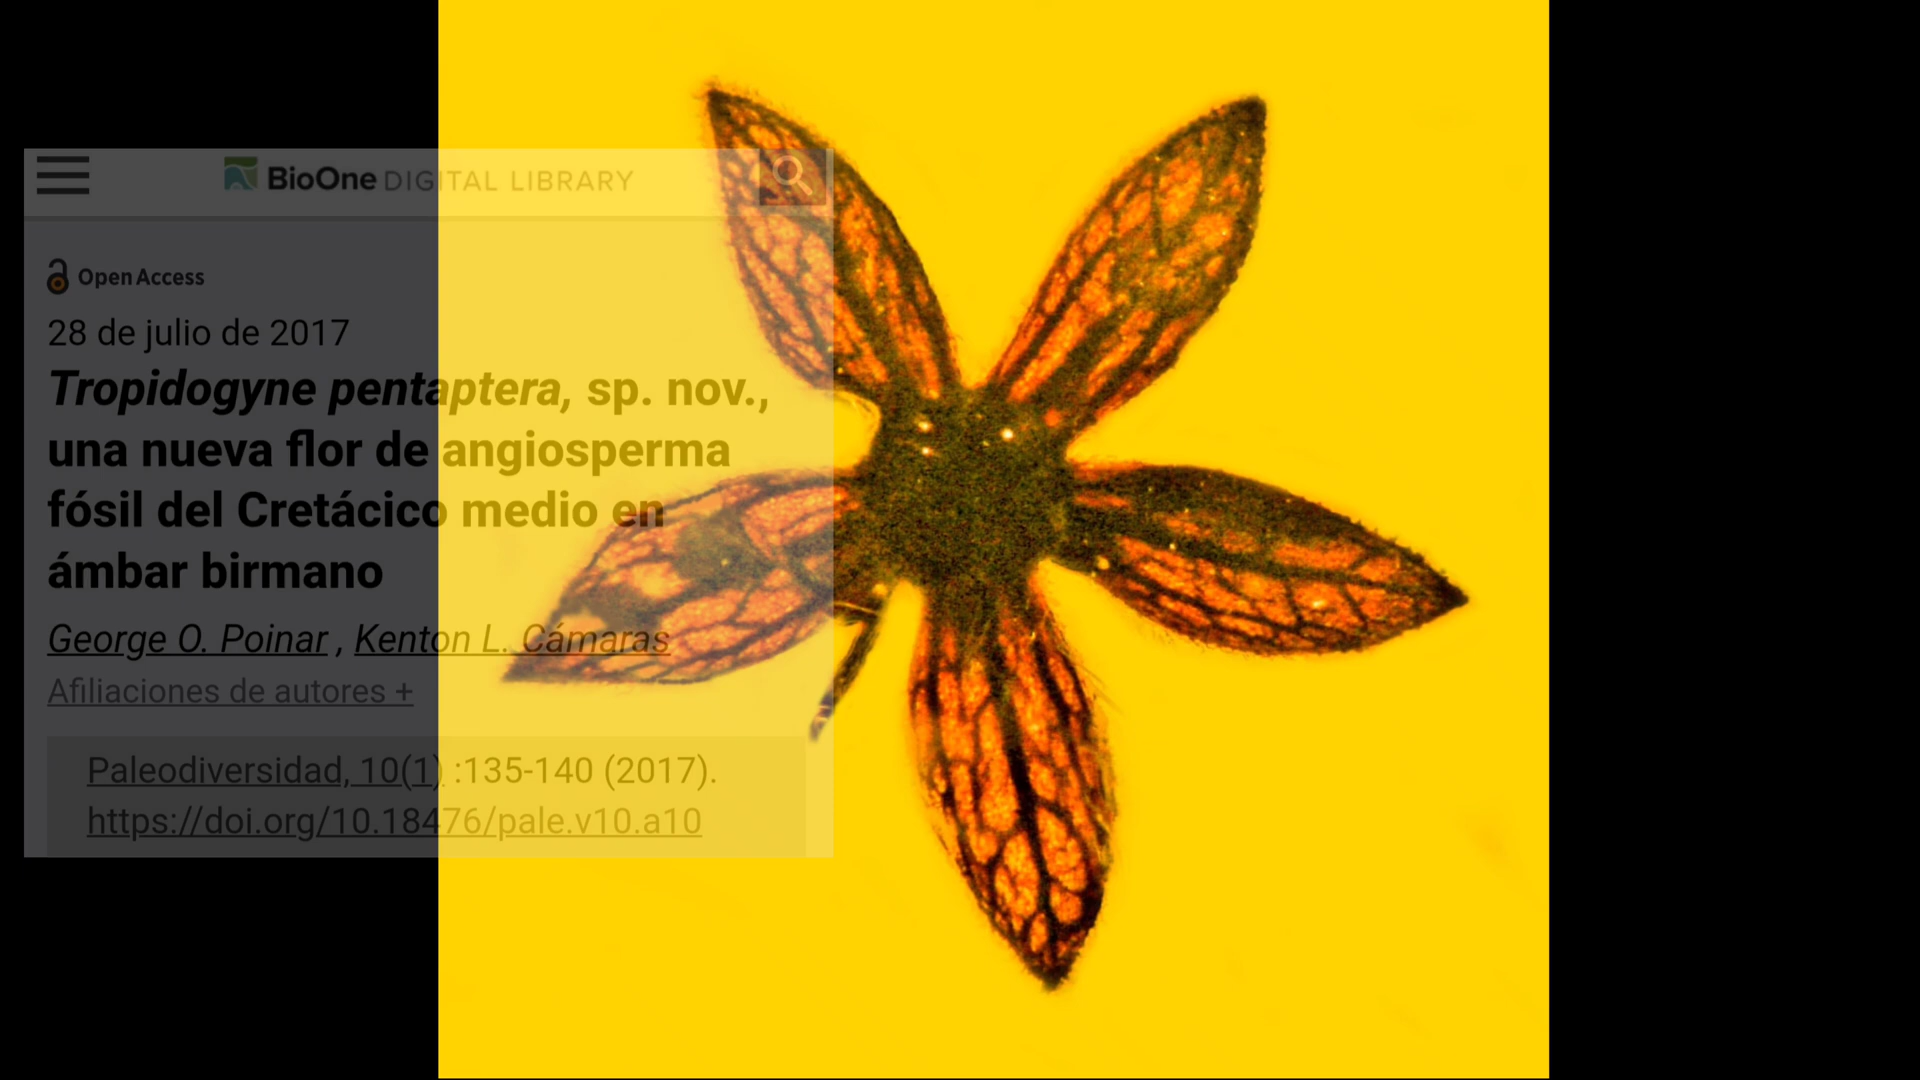 BioOne DIGITAL LIBRARY
Open Access
28 de julio de 2017
Tropidogyne pentaptera, sp. nov.,
una nueva flor de angiosperma
fósil del Cretácico medio en
ámbar birmano
George O. Poinar , Kenton L. Cámaras
Afiliaciones de autores +
Paleodiversidad, 10(1) :135-140 (2017).
https://doi.org/10.18476/pale.v10.a10